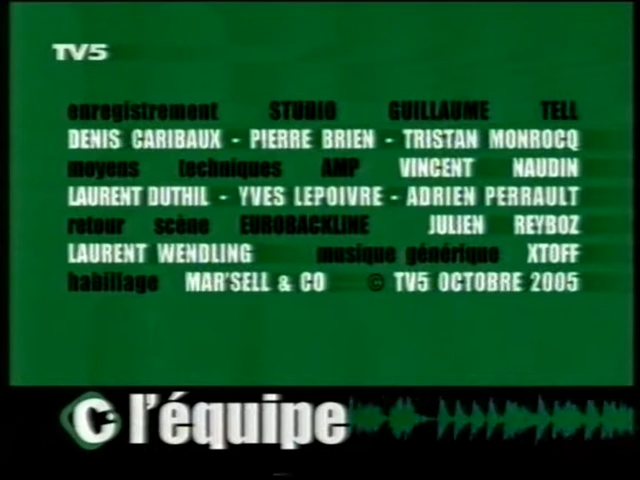 TV5
enregistrement STUDIO GUILLAUME TELL
DENIS CARIBAUX - PIERRE BRIEN - TRISTAN MONROCQ
moyens techniques AMP VINCENT NAUDIN
LAURENT DUTHIL - YVES LEPOIVRE - ADRIEN PERRAULT
retour scène EUROBACKLINE JULIEN REYBOZ
LAURENT WENDLING musique générique XTOFF
habillage MAR'SELL & CO © TV5 OCTOBRE 2005
C l'équipe